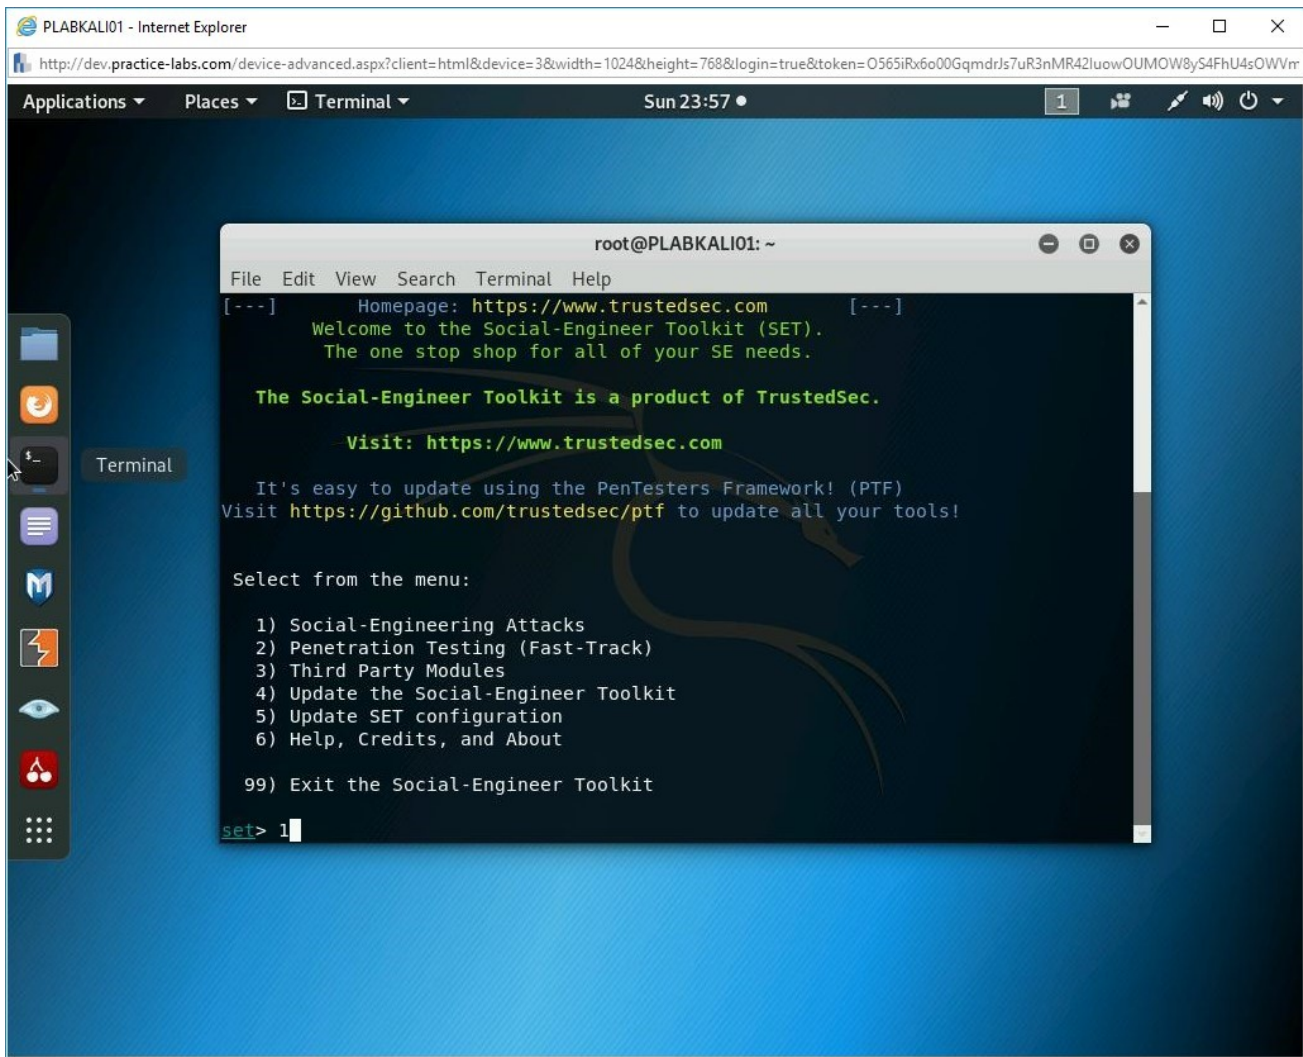 PLABKALI01 - Internet Explorer
http://dev.practice-labs.com/device-advanced.aspx?client=html&device=3&width=1024&height=768&login=true&token=O565iRx6o00GqmdrJs7uR3nMR42IuowOUMOW8yS4FhU4sOWVm
Applications Places Terminal Sun 23:57 1
root@PLABKALI01: ~
File Edit View Search Terminal Help
[---] Homepage: https://www.trustedsec.com [---]
Welcome to the Social-Engineer Toolkit (SET).
The one stop shop for all of your SE needs.
The Social-Engineer Toolkit is a product of TrustedSec.
Visit: https://www.trustedsec.com
It's easy to update using the PenTesters Framework! (PTF)
Visit https://github.com/trustedsec/ptf to update all your tools!
Select from the menu:
1) Social-Engineering Attacks
2) Penetration Testing (Fast-Track)
3) Third Party Modules
4) Update the Social-Engineer Toolkit
5) Update SET configuration
6) Help, Credits, and About
99) Exit the Social-Engineer Toolkit
set> 1
$_
Terminal